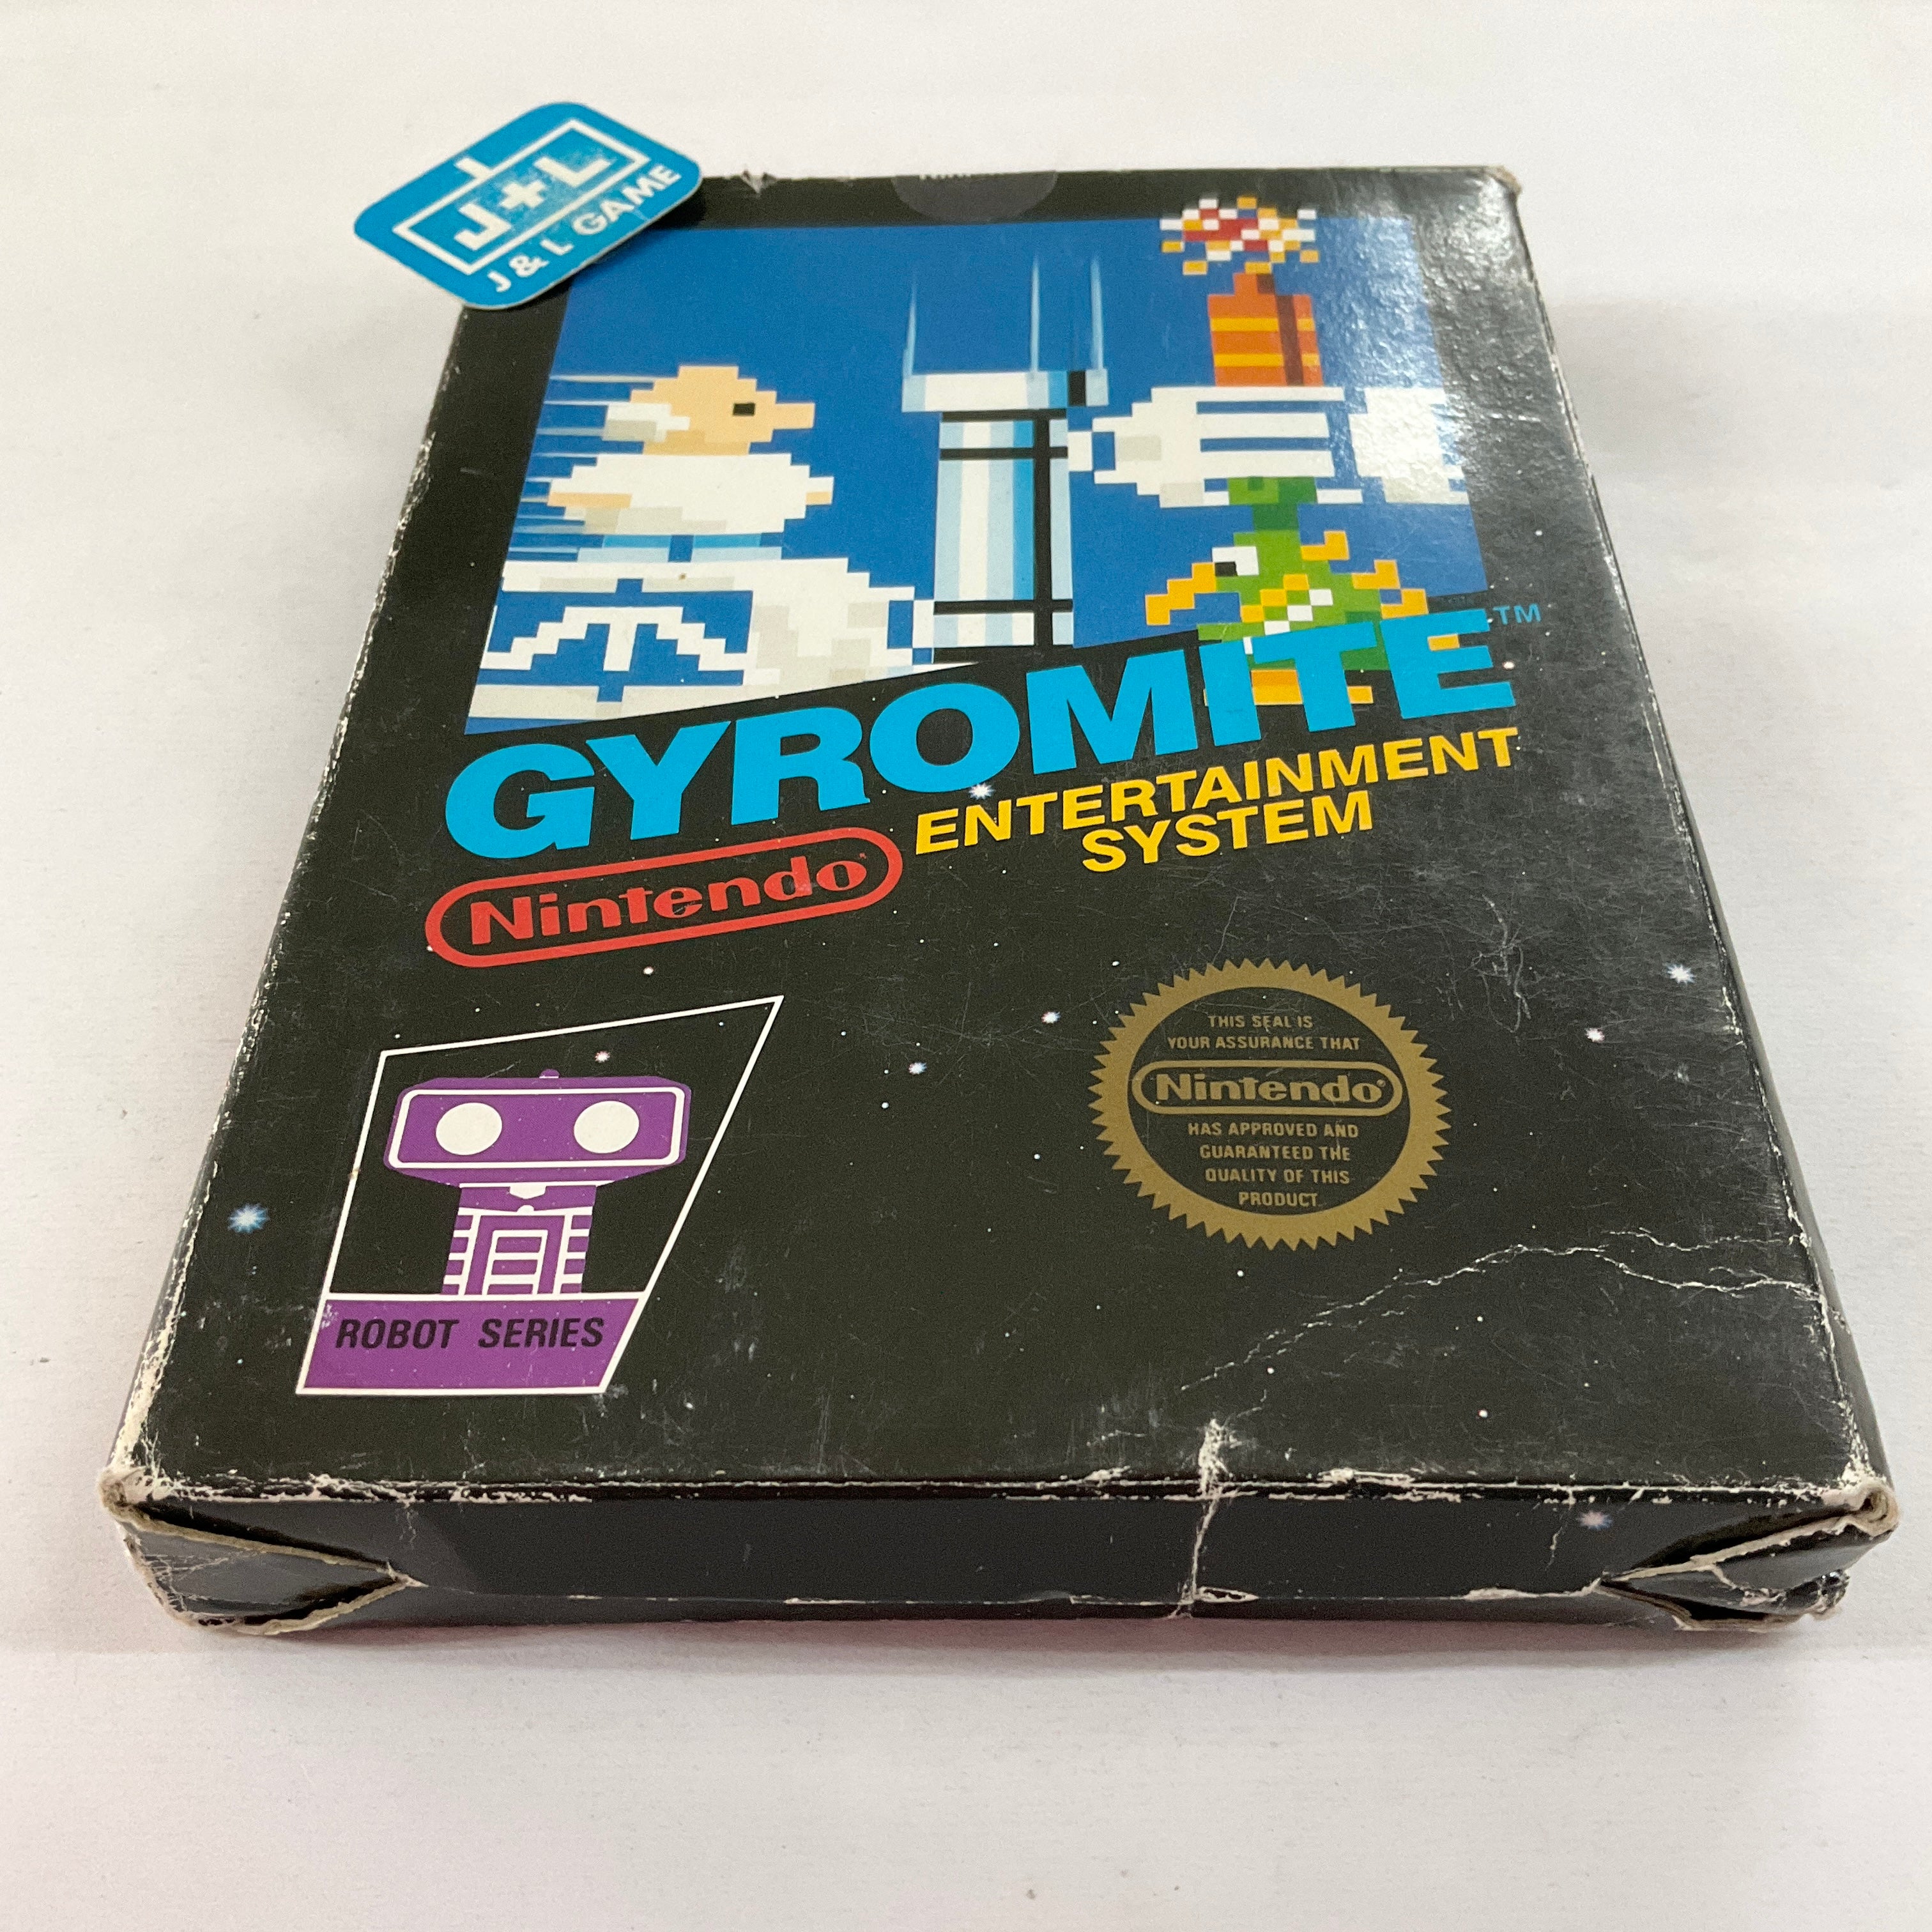 J+L
J & L GAME
GYROMITE™
ENTERTAINMENT
SYSTEM
Nintendo
THIS SEAL IS
YOUR ASSURANCE THAT
Nintendo®
HAS APPROVED AND
GUARANTEED THE
QUALITY OF THIS
PRODUCT
ROBOT SERIES